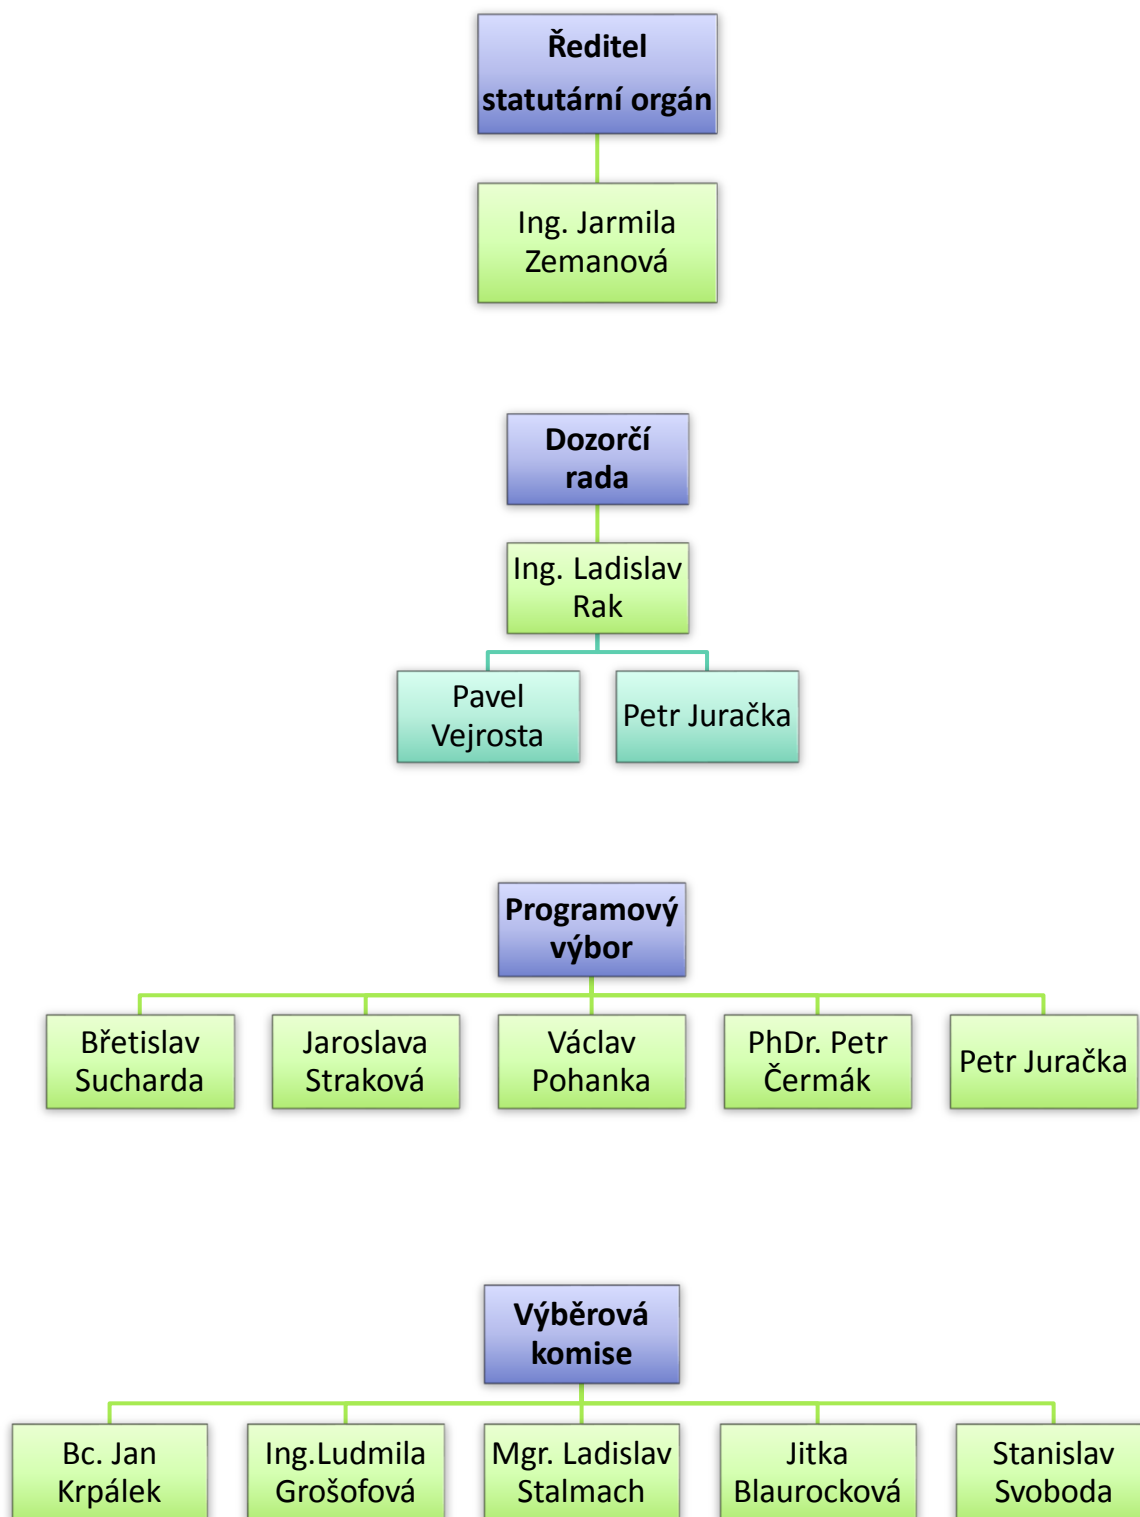 Ředitel
statutární orgán
Ing. Jarmila
Zemanová
Dozorčí
rada
Ing. Ladislav
Rak
Pavel
Vejrosta
Petr Juračka
Programový
výbor
Břetislav
Sucharda
Jaroslava
Straková
Václav
Pohanka
PhDr. Petr
Čermák
Petr Juračka
Výběrová
komise
Bc. Jan
Krpálek
Ing.Ludmila
Grošofová
Mgr. Ladislav
Stalmach
Jitka
Blaurocková
Stanislav
Svoboda